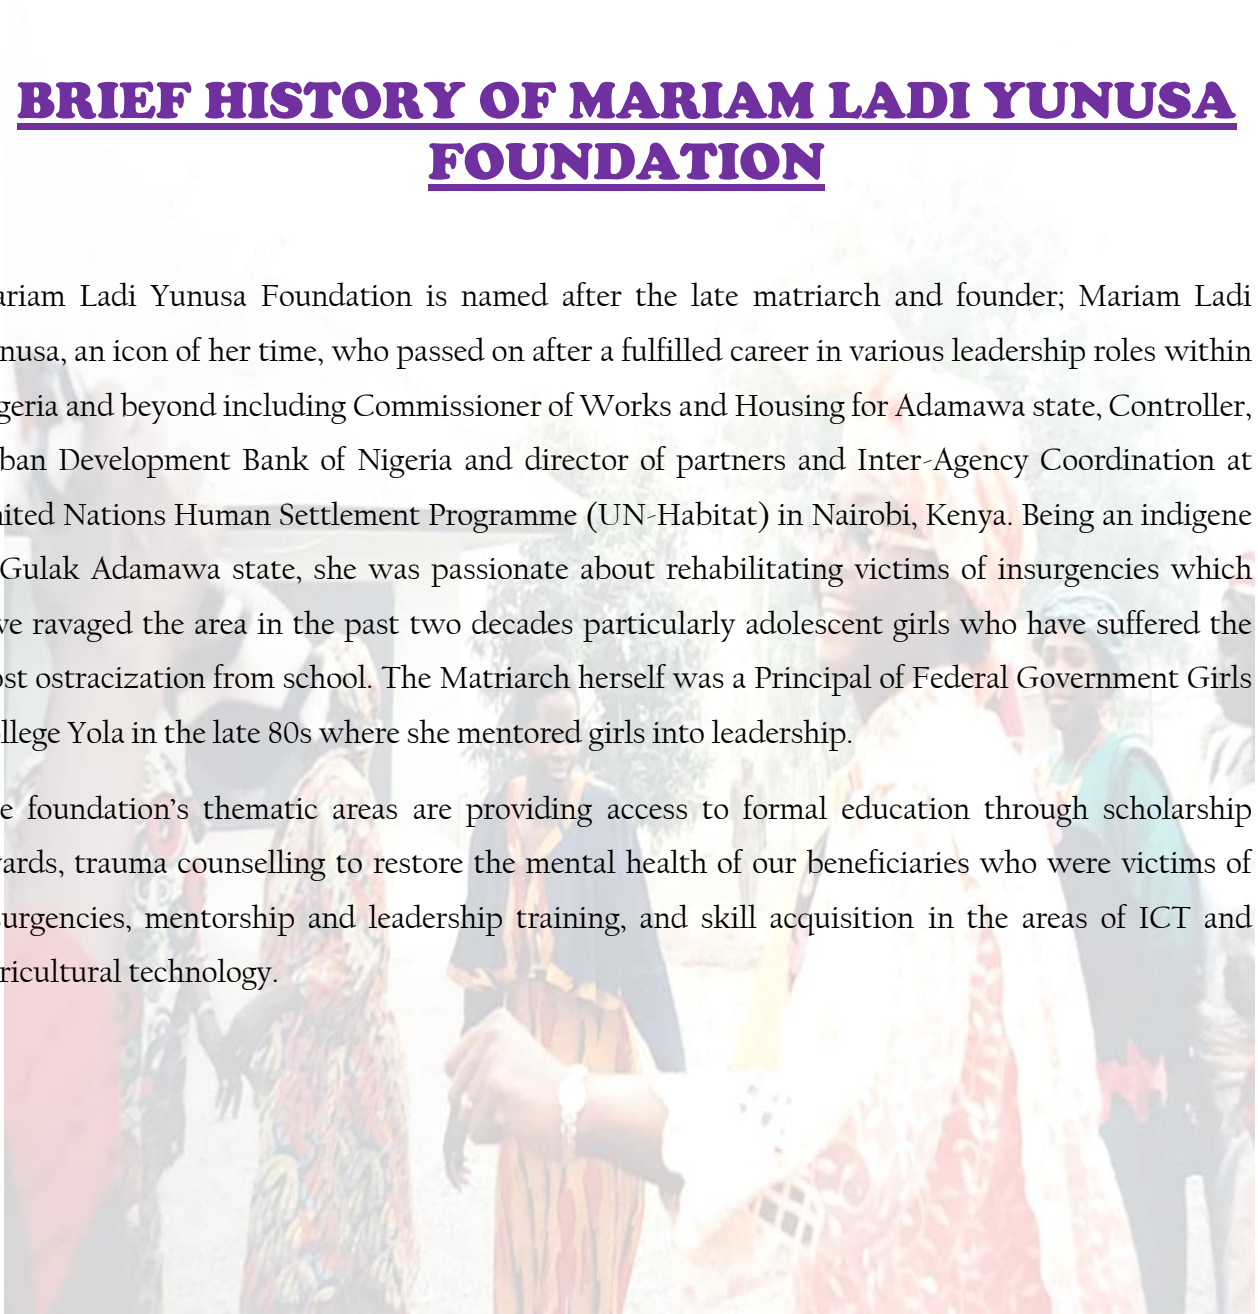 BRIEF HISTORY OF MARIAM LADI YUNUSA
FOUNDATION
ariam Ladi Yunusa Foundation is named after the late matriarch and founder; Mariam Ladi
nusa, an icon of her time, who passed on after a fulfilled career in various leadership roles within
geria and beyond including Commissioner of Works and Housing for Adamawa state, Controller,
ban Development Bank of Nigeria and director of partners and Inter-Agency Coordination at
ited Nations Human Settlement Programme (UN-Habitat) in Nairobi, Kenya. Being an indigene
Gulak Adamawa state, she was passionate about rehabilitating victims of insurgencies which
ve ravaged the area in the past two decades particularly adolescent girls who have suffered the
ost ostracization from school. The Matriarch herself was a Principal of Federal Government Girls
llege Yola in the late 80s where she mentored girls into leadership.
e foundation’s thematic areas are providing access to formal education through scholarship
ards, trauma counselling to restore the mental health of our beneficiaries who were victims of
surgencies, mentorship and leadership training, and skill acquisition in the areas of ICT and
ricultural technology.